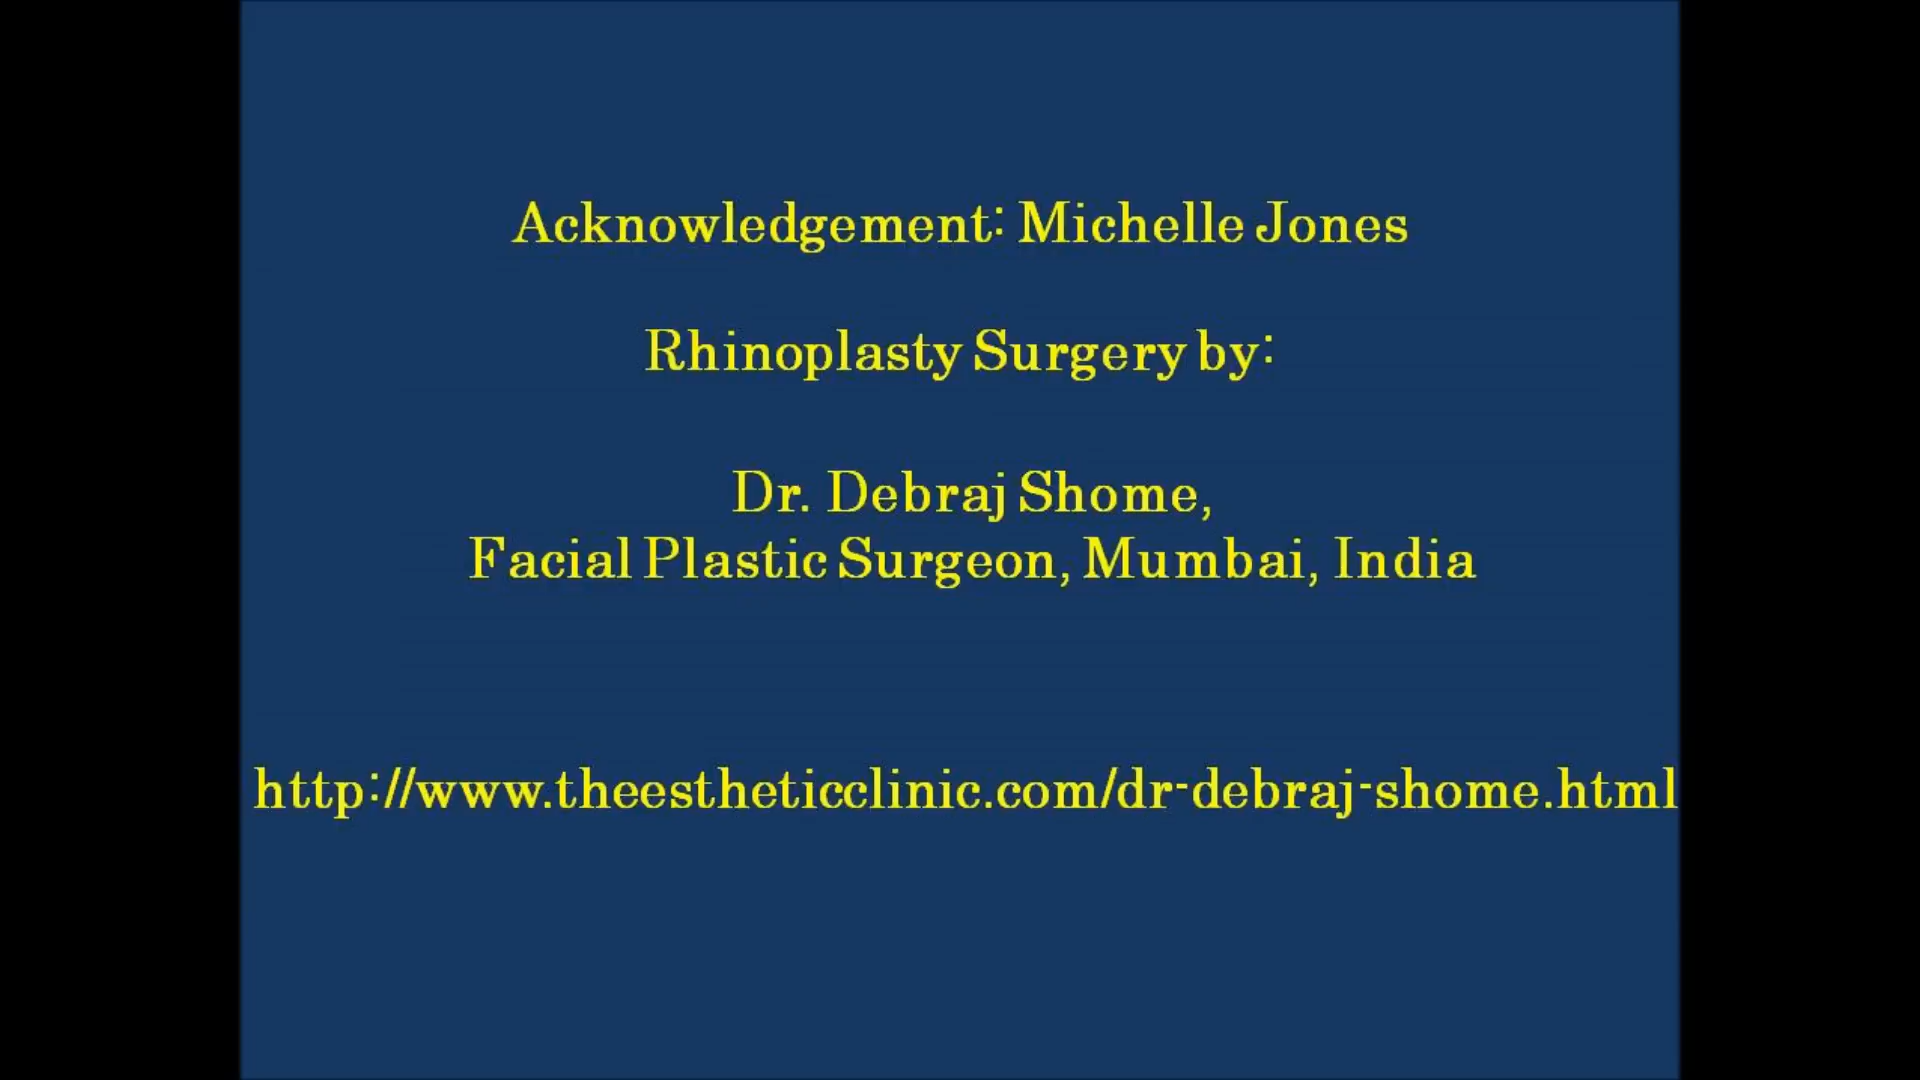 Acknowledgement: Michelle Jones
Rhinoplasty Surgery by:
Dr. Debraj Shome,
Facial Plastic Surgeon, Mumbai, India
http://www.theestheticclinic.com/dr-debraj-shome.html